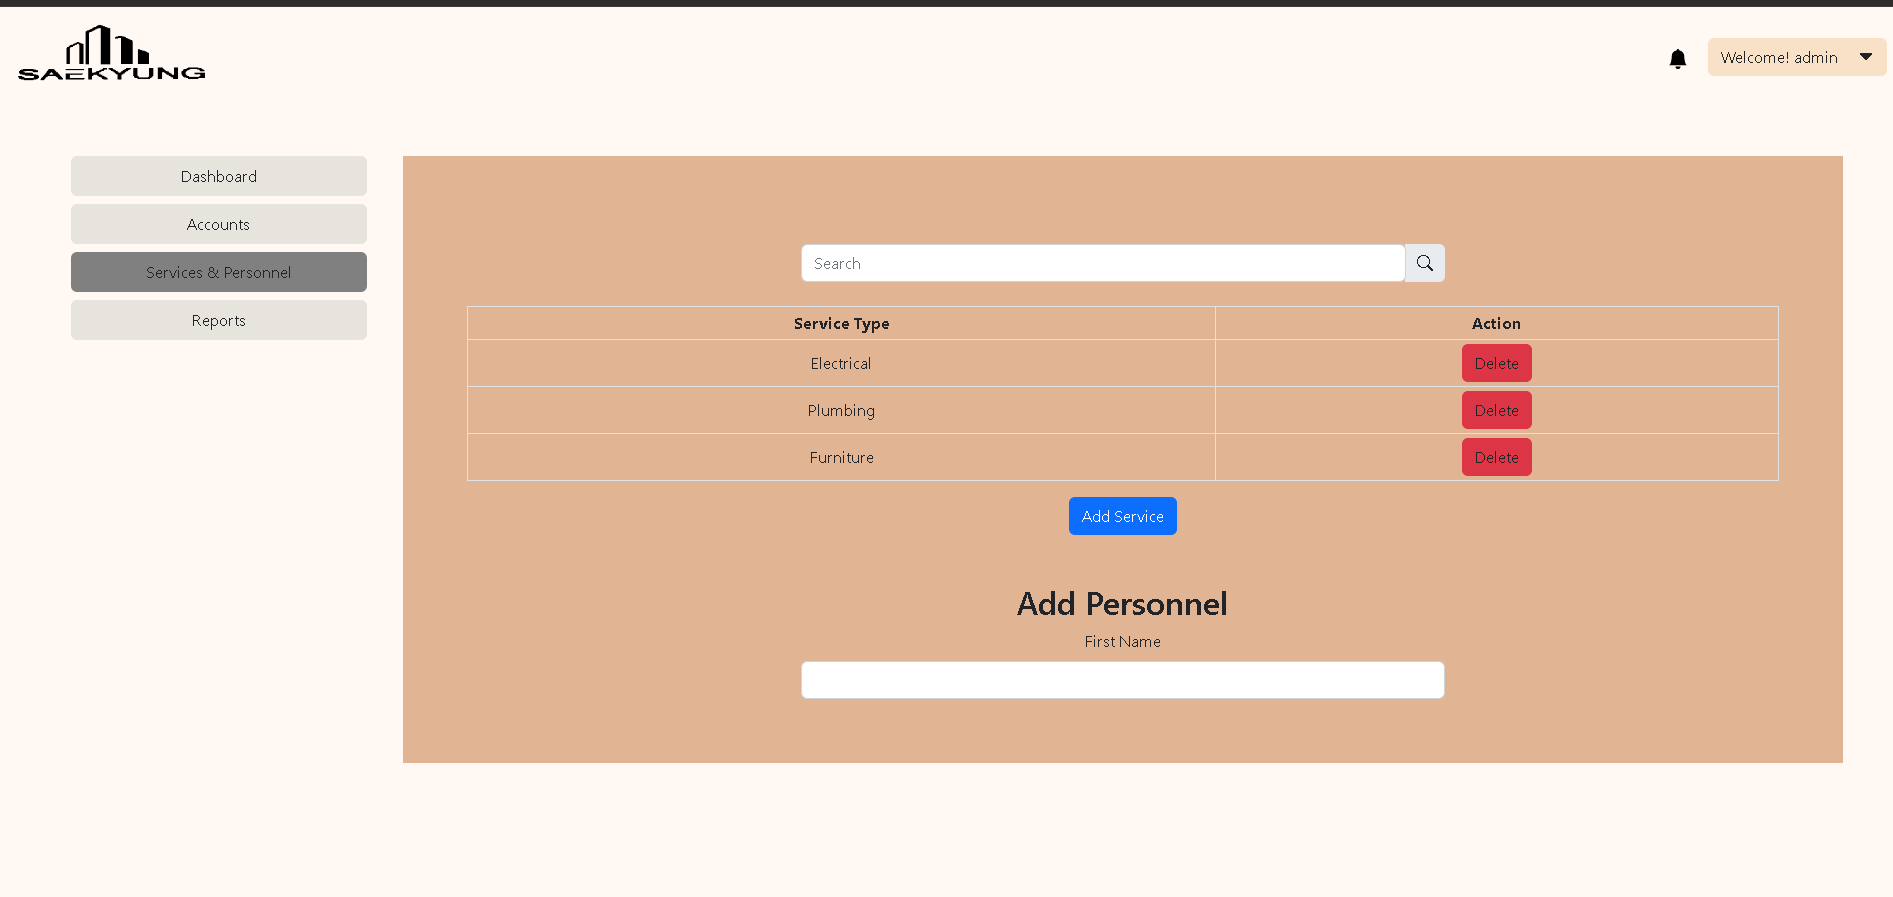 SAEKYUNG
Welcome! admin
Dashboard
Accounts
Services & Personnel
Reports
Search
Service Type Action
Electrical Delete
Plumbing Delete
Furniture Delete
Add Service
Add Personnel
First Name